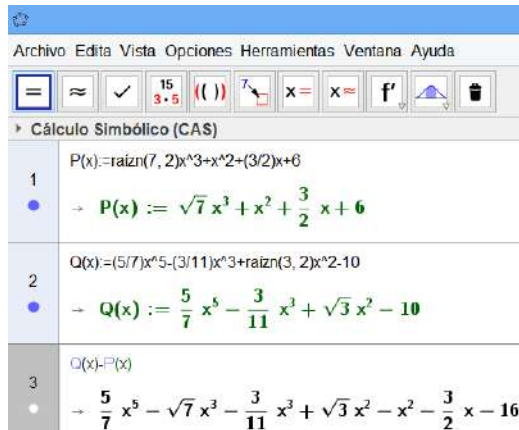 Archivo Edita Vista Opciones Herramientas Ventana Ayuda
= ≈ ✓ 15 3·5 (( )) 7 x= x≈ f'
Cálculo Simbólico (CAS)
P(x):=raizn(7, 2)x^3+x^2+(3/2)x+6
1
→ P(x) := √7 x³ + x² + 3/2 x + 6
Q(x):=(5/7)x^5-(3/11)x^3+raizn(3, 2)x^2-10
2
→ Q(x) := 5/7 x⁵ − 3/11 x³ + √3 x² − 10
Q(x)-P(x)
3
→ 5/7 x⁵ − √7 x³ − 3/11 x³ + √3 x² − x² − 3/2 x − 16